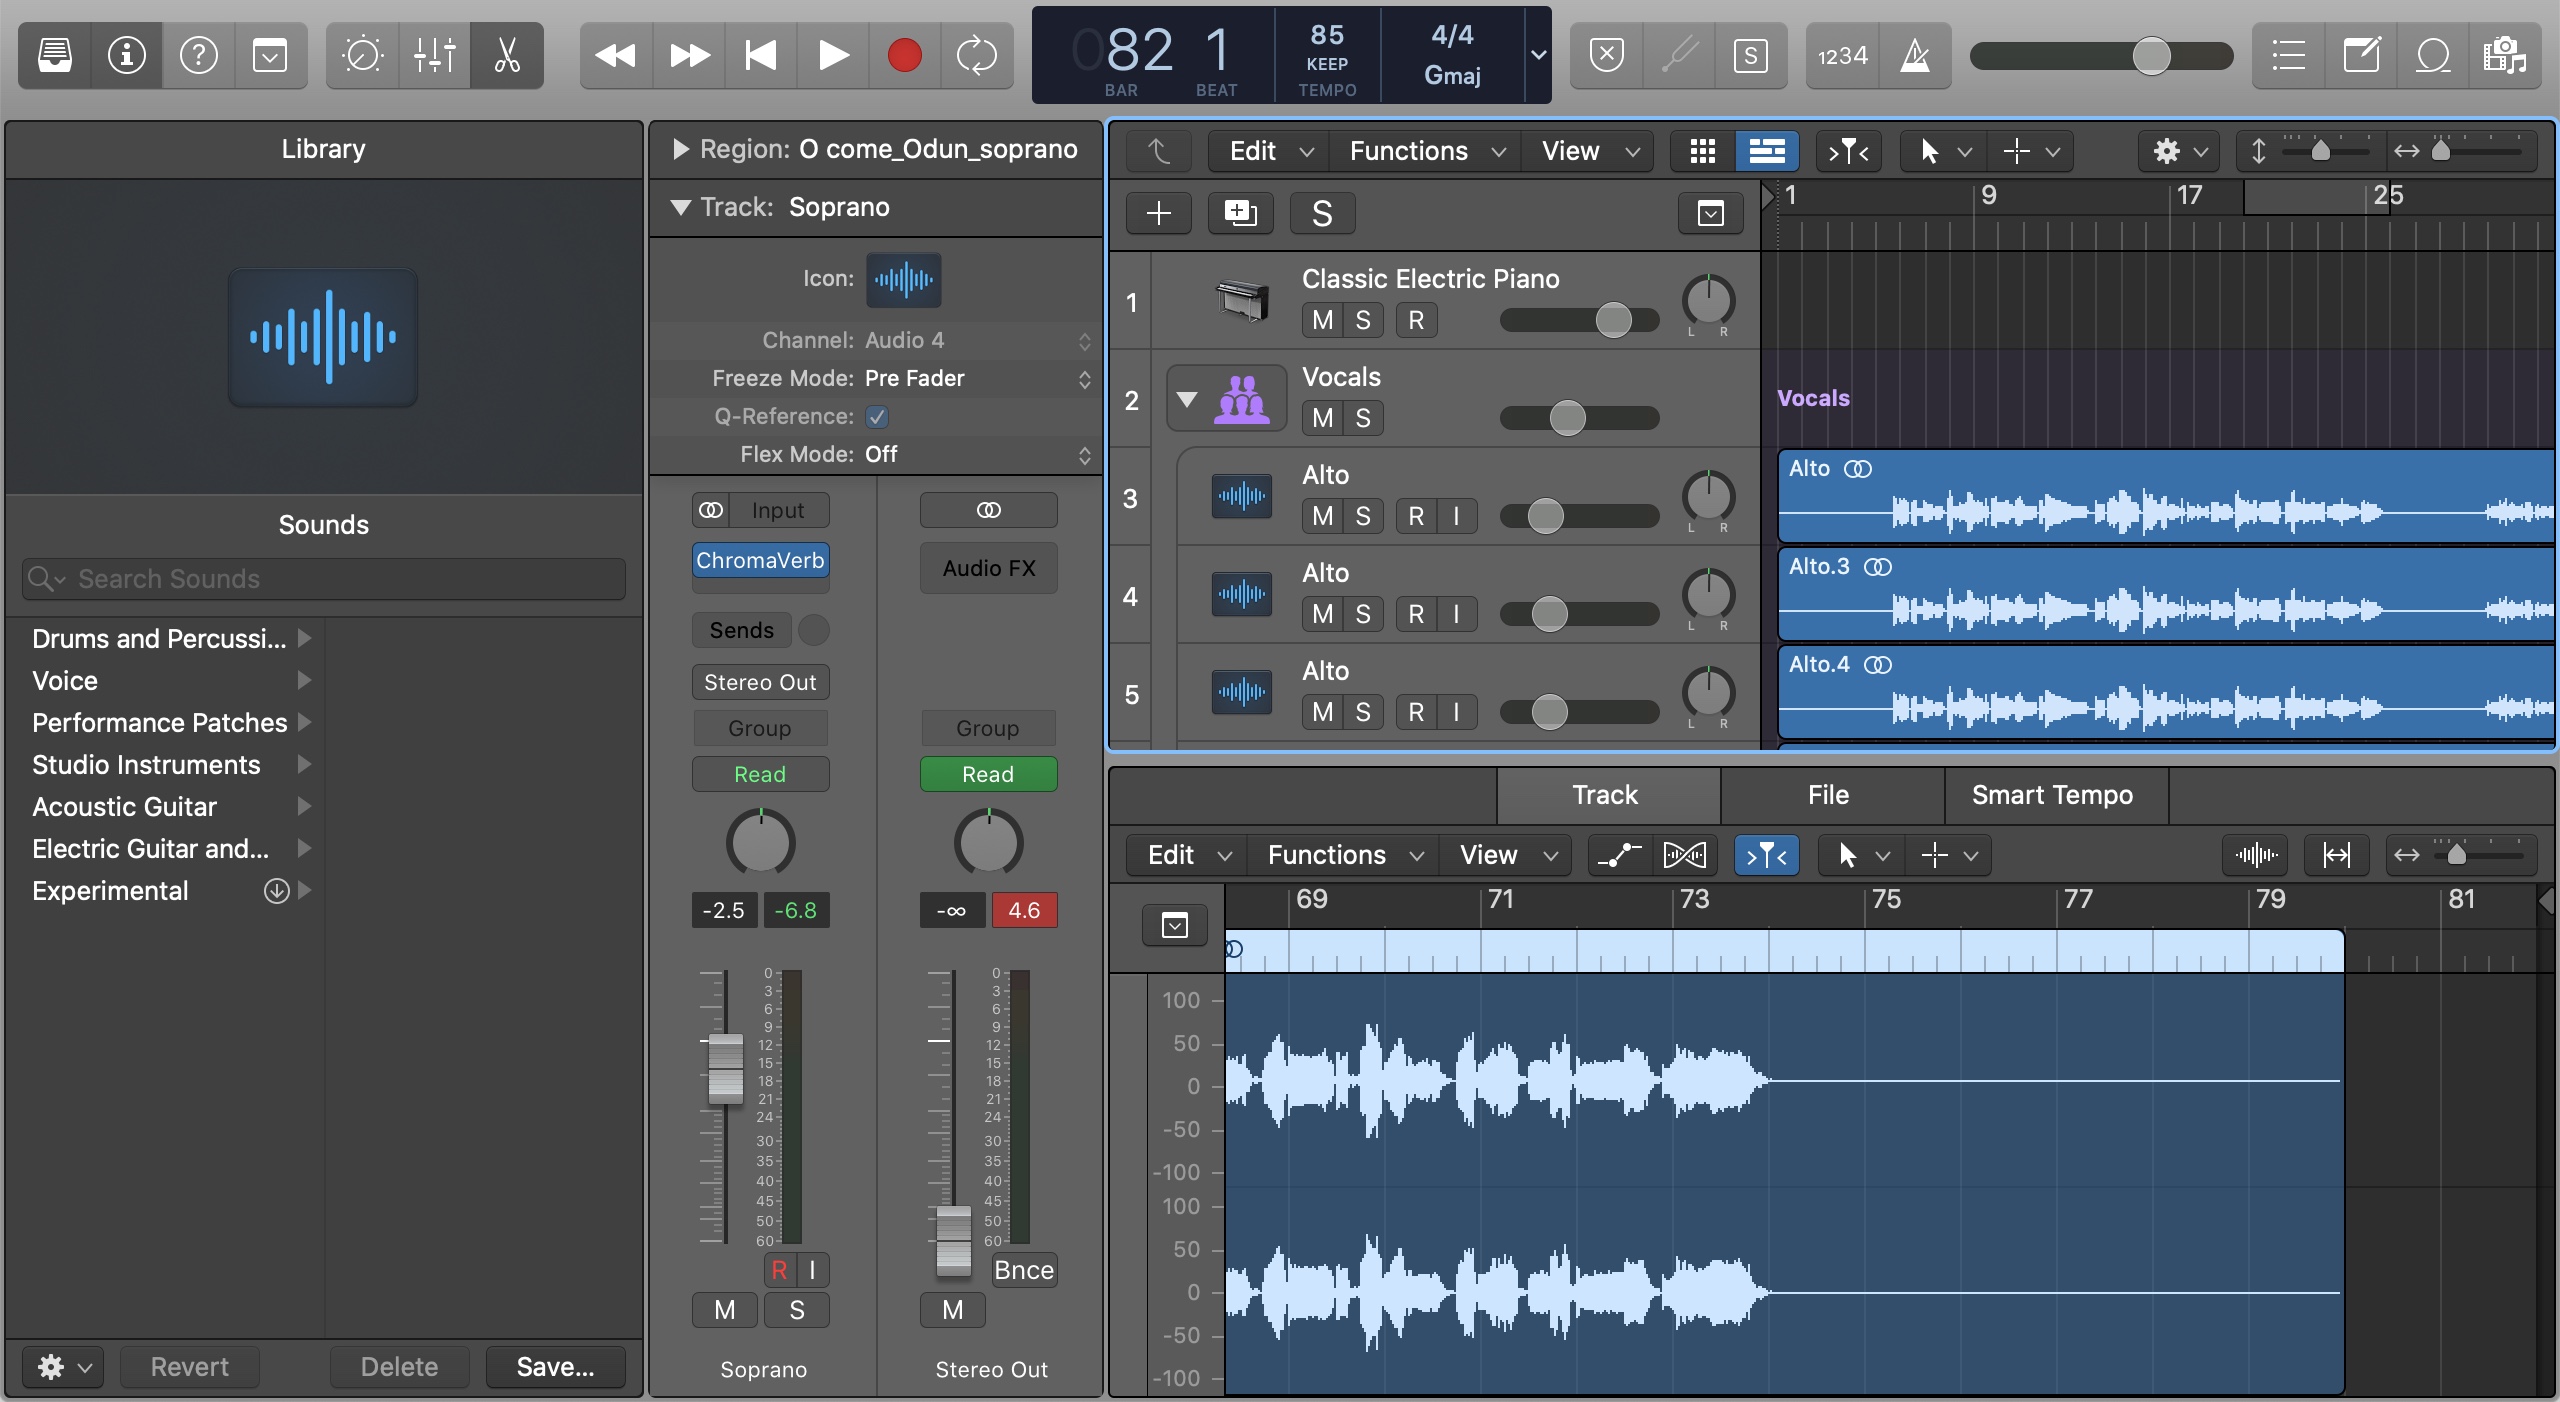 082 1
BAR BEAT
85
KEEP
TEMPO
4/4
Gmaj
S
1234
Library
Sounds
Search Sounds
Drums and Percussi...
Voice
Performance Patches
Studio Instruments
Acoustic Guitar
Electric Guitar and...
Experimental
Revert Delete Save...
Region: O come_Odun_soprano
Track: Soprano
Icon:
Channel: Audio 4
Freeze Mode: Pre Fader
Q-Reference:
Flex Mode: Off
Input
ChromaVerb Audio FX
Sends
Stereo Out
Group Group
Read Read
-2.5 -6.8 -∞ 4.6
0 0
3 3
6 6
9 9
12 12
15 15
18 18
21 21
24 24
30 30
35 35
40 40
45 45
50 50
60 60
R I Bnce
M S M
Soprano Stereo Out
Edit Functions View
S
1 9 17 25
1 Classic Electric Piano
M S R L R
2 Vocals
M S
Vocals
3 Alto
M S R I L R
Alto
4 Alto
M S R I L R
Alto.3
5 Alto
M S R I L R
Alto.4
Track File Smart Tempo
Edit Functions View
69 71 73 75 77 79 81
100
50
0
-50
-100
100
50
0
-50
-100